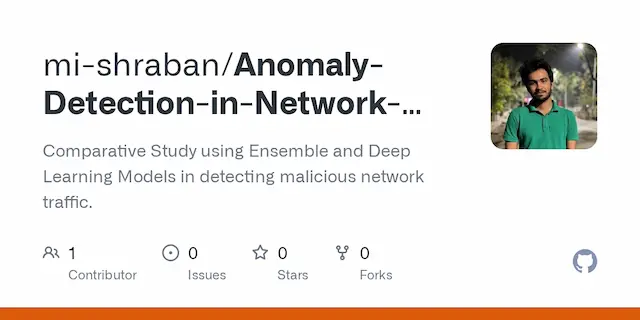 mi-shraban/Anomaly-
Detection-in-Network-...
Comparative Study using Ensemble and Deep
Learning Models in detecting malicious network
traffic.
1
Contributor
0
Issues
0
Stars
0
Forks